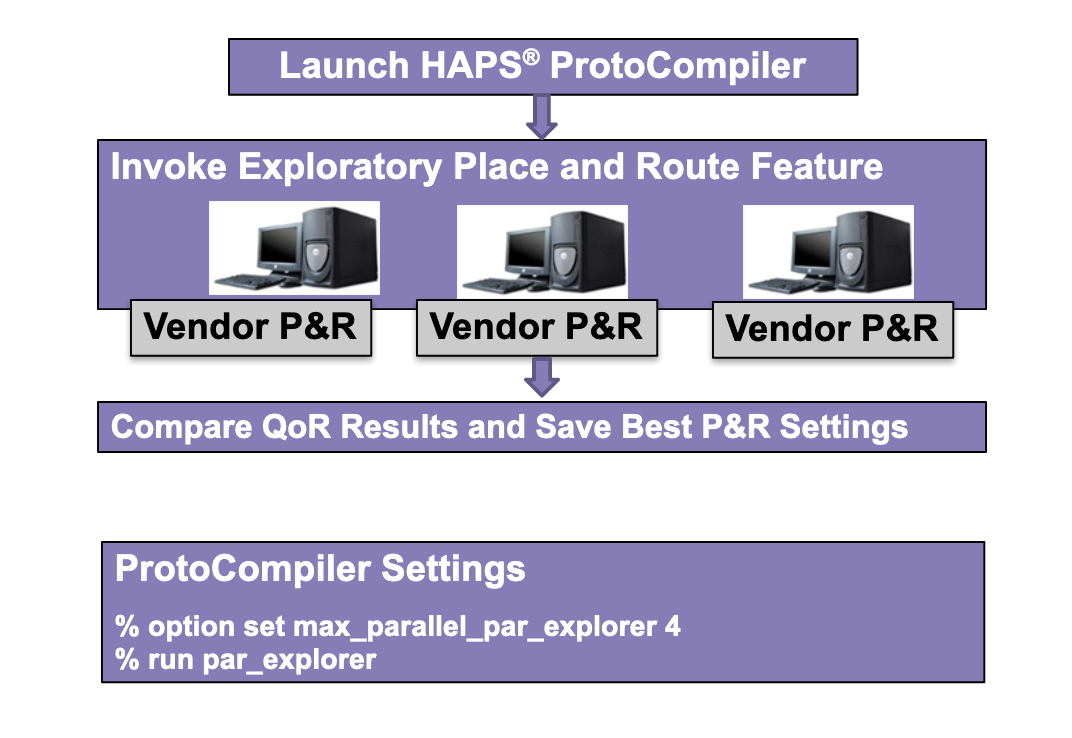 Launch HAPS® ProtoCompiler
Invoke Exploratory Place and Route Feature
Vendor P&R
Vendor P&R
Vendor P&R
Compare QoR Results and Save Best P&R Settings
ProtoCompiler Settings
% option set max_parallel_par_explorer 4
% run par_explorer